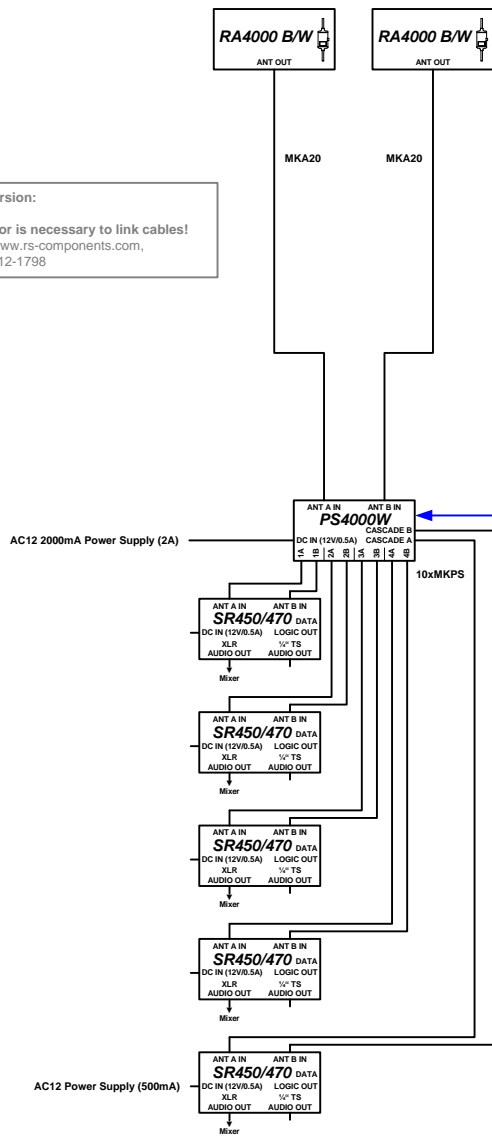 RA4000 B/W
ANT OUT
RA4000 B/W
ANT OUT
MKA20
MKA20
rsion:
or is necessary to link cables!
ww.rs-components.com,
12-1798
ANT A IN ANT B IN
PS4000W
CASCADE B
DC IN (12V/0.5A) CASCADE A
1A 1B 2A 2B 3A 3B 4A 4B
AC12 2000mA Power Supply (2A)
10xMKPS
ANT A IN ANT B IN
SR450/470 DATA
DC IN (12V/0.5A) LOGIC OUT
XLR ¼" TS
AUDIO OUT AUDIO OUT
Mixer
ANT A IN ANT B IN
SR450/470 DATA
DC IN (12V/0.5A) LOGIC OUT
XLR ¼" TS
AUDIO OUT AUDIO OUT
Mixer
ANT A IN ANT B IN
SR450/470 DATA
DC IN (12V/0.5A) LOGIC OUT
XLR ¼" TS
AUDIO OUT AUDIO OUT
Mixer
ANT A IN ANT B IN
SR450/470 DATA
DC IN (12V/0.5A) LOGIC OUT
XLR ¼" TS
AUDIO OUT AUDIO OUT
Mixer
ANT A IN ANT B IN
SR450/470 DATA
AC12 Power Supply (500mA)
DC IN (12V/0.5A) LOGIC OUT
XLR ¼" TS
AUDIO OUT AUDIO OUT
Mixer